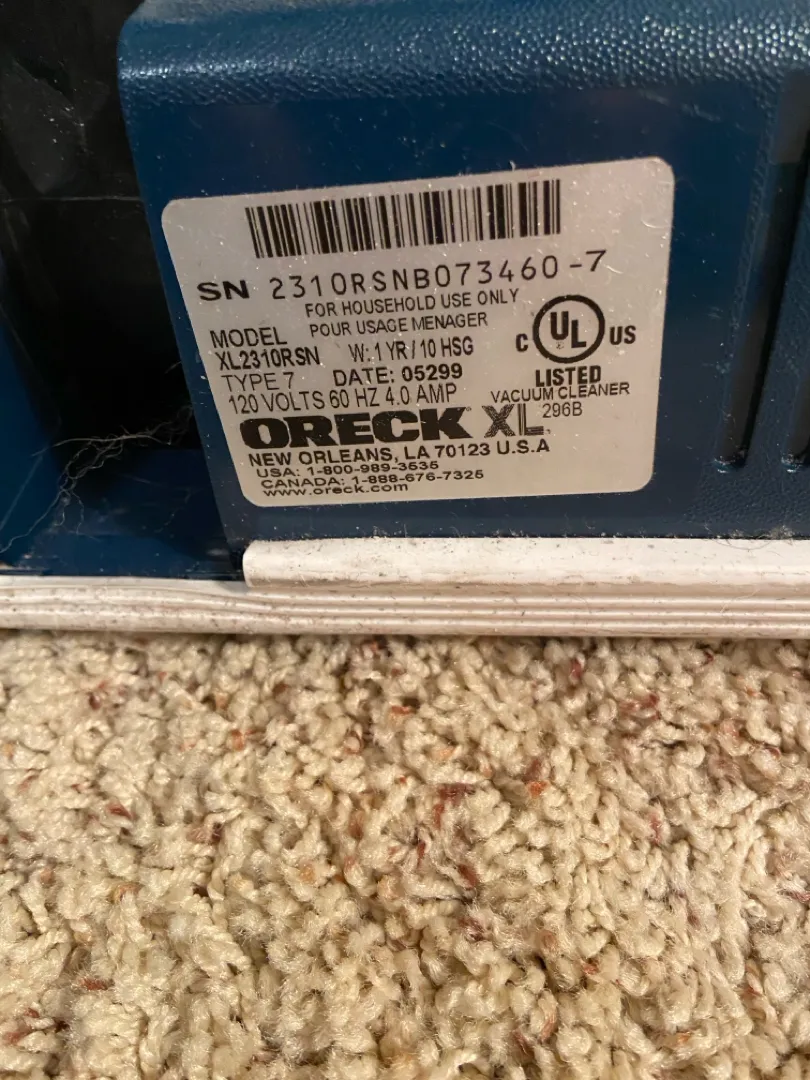 SN 2310RSNB073460-7
FOR HOUSEHOLD USE ONLY
POUR USAGE MENAGER
MODEL
XL2310RSN W: 1 YR / 10 HSG
TYPE 7 DATE: 05299
120 VOLTS 60 HZ 4.0 AMP
C UL US
LISTED
VACUUM CLEANER
296B
ORECK XL
NEW ORLEANS, LA 70123 U.S.A
USA: 1-800-989-3535
CANADA: 1-888-676-7325
www.oreck.com